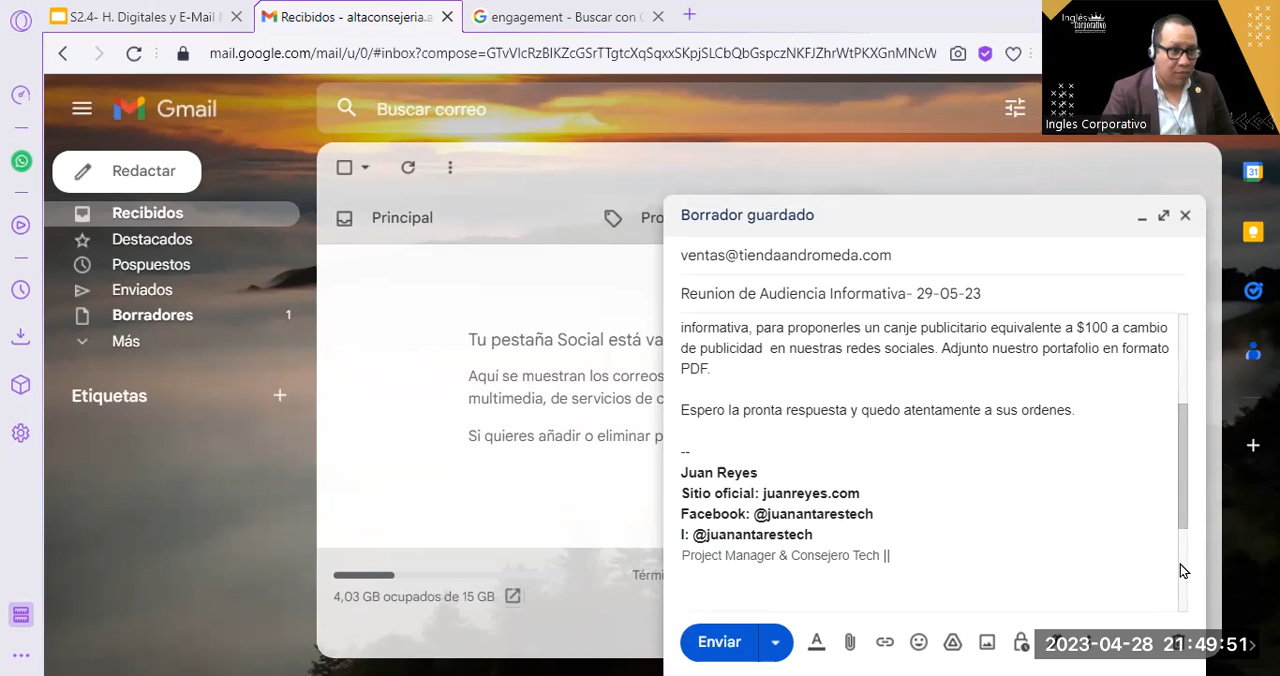 S2.4- H. Digitales y E-Mail
Recibidos - altaconsejeria.a
engagement - Buscar con
mail.google.com/mail/u/0/#inbox?compose=GTvVlcRzBlKZcGSrTTgtcXqSqxxSKpjSLCbQbGspczNKFJZhrWtPKXGnMNcW
Inglés
Corporativo
Ingles Corporativo
Gmail
Buscar correo
Redactar
Recibidos
Destacados
Pospuestos
Enviados
Borradores 1
Más
Etiquetas
Principal
Pro
Tu pestaña Social está va
Aquí se muestran los correos
multimedia, de servicios de c
Si quieres añadir o eliminar p
Térmi
4,03 GB ocupados de 15 GB
Borrador guardado
ventas@tiendaandromeda.com
Reunion de Audiencia Informativa- 29-05-23
informativa, para proponerles un canje publicitario equivalente a $100 a cambio
de publicidad  en nuestras redes sociales. Adjunto nuestro portafolio en formato
PDF.
Espero la pronta respuesta y quedo atentamente a sus ordenes.
--
Juan Reyes
Sitio oficial: juanreyes.com
Facebook: @juanantarestech
I: @juanantarestech
Project Manager & Consejero Tech ||
Enviar
31
2023-04-28 21:49:51